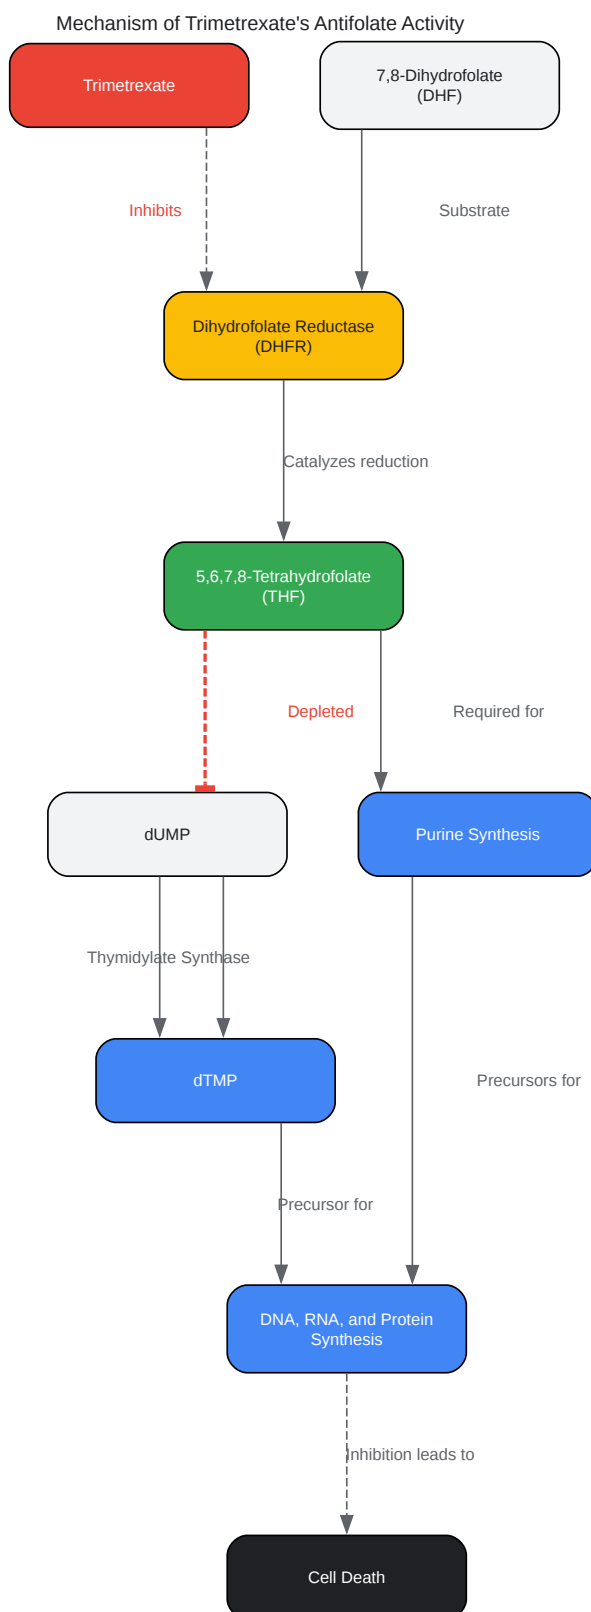 Mechanism of Trimetrexate's Antifolate Activity
Trimetrexate
7,8-Dihydrofolate
(DHF)
Inhibits
Substrate
Dihydrofolate Reductase
(DHFR)
Catalyzes reduction
5,6,7,8-Tetrahydrofolate
(THF)
Depleted
Required for
dUMP
Purine Synthesis
Thymidylate Synthase
dTMP
Precursors for
Precursor for
DNA, RNA, and Protein
Synthesis
Inhibition leads to
Cell Death